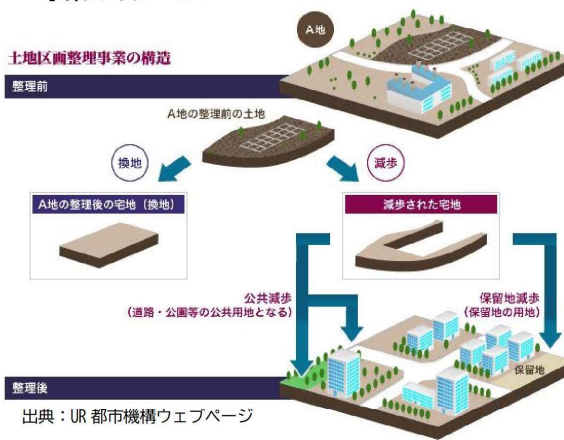 A地
土地区画整理事業の構造
整理前
A地の整理前の土地
換地
減歩
A地の整理後の宅地（換地）
減歩された宅地
公共減歩
（道路・公園等の公共用地となる）
保留地減歩
（保留地の用地）
保留地
整理後
出典：UR 都市機構ウェブページ